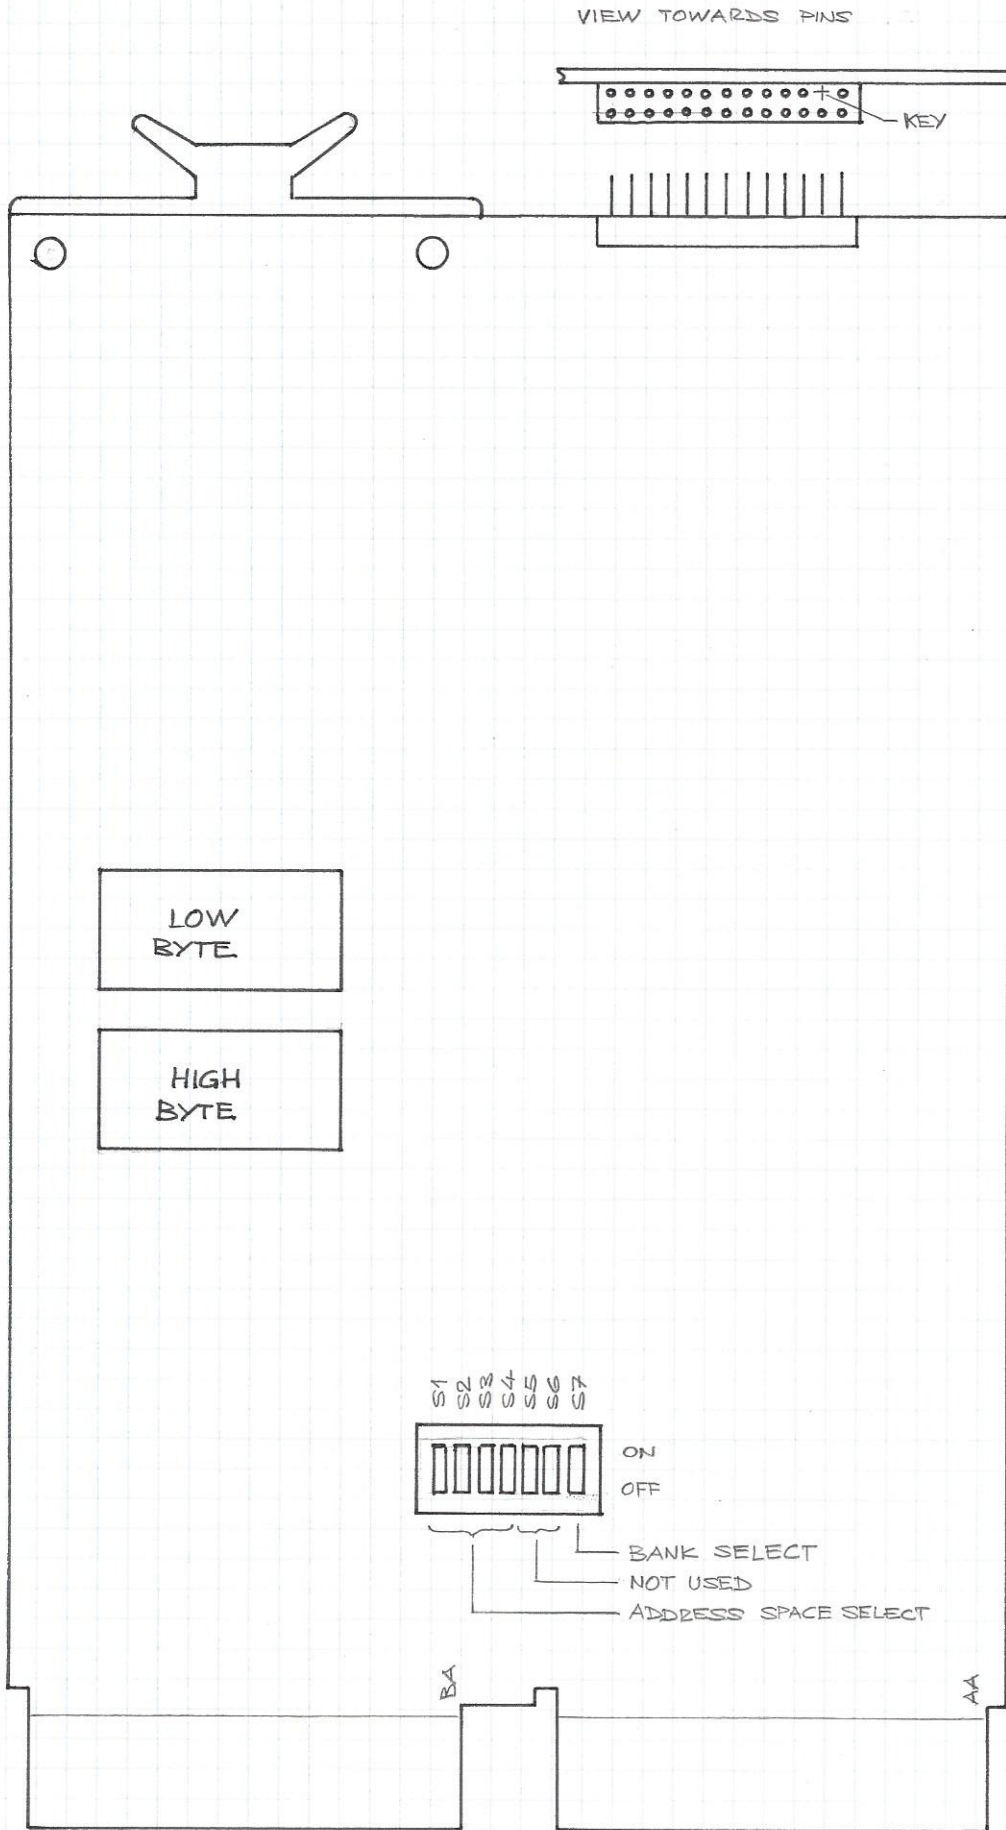 VIEW TOWARDS PINS
KEY
LOW
BYTE
HIGH
BYTE
S1
S2
S3
S4
S5
S6
S7
ON
OFF
BANK SELECT
NOT USED
ADDRESS SPACE SELECT
BA
AA